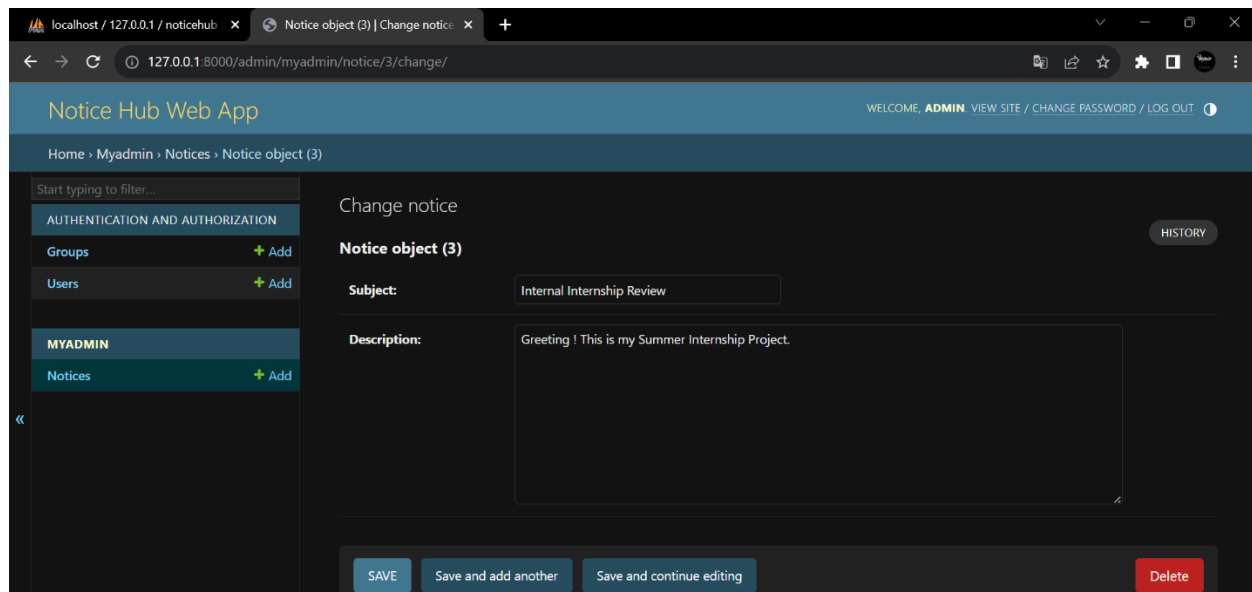 localhost / 127.0.0.1 / noticehub
Notice object (3) | Change notice
127.0.0.1:8000/admin/myadmin/notice/3/change/
Notice Hub Web App
WELCOME, ADMIN. VIEW SITE / CHANGE PASSWORD / LOG OUT
Home › Myadmin › Notices › Notice object (3)
Start typing to filter...
AUTHENTICATION AND AUTHORIZATION
Groups + Add
Users + Add
MYADMIN
Notices + Add
«
Change notice
HISTORY
Notice object (3)
Subject: Internal Internship Review
Description: Greeting ! This is my Summer Internship Project.
SAVE Save and add another Save and continue editing Delete